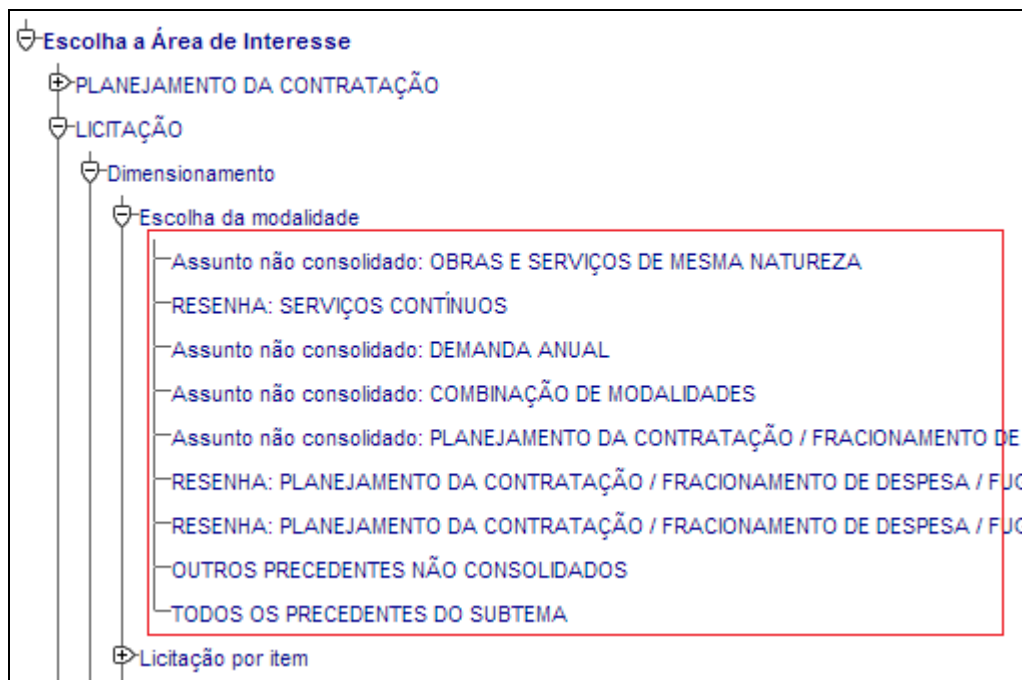 Escolha a Área de Interesse
PLANEJAMENTO DA CONTRATAÇÃO
LICITAÇÃO
Dimensionamento
Escolha da modalidade
Assunto não consolidado: OBRAS E SERVIÇOS DE MESMA NATUREZA
RESENHA: SERVIÇOS CONTÍNUOS
Assunto não consolidado: DEMANDA ANUAL
Assunto não consolidado: COMBINAÇÃO DE MODALIDADES
Assunto não consolidado: PLANEJAMENTO DA CONTRATAÇÃO / FRACIONAMENTO DE
RESENHA: PLANEJAMENTO DA CONTRATAÇÃO / FRACIONAMENTO DE DESPESA /
RESENHA: PLANEJAMENTO DA CONTRATAÇÃO / FRACIONAMENTO DE DESPESA /
OUTROS PRECEDENTES NÃO CONSOLIDADOS
TODOS OS PRECEDENTES DO SUBTEMA
Licitação por item